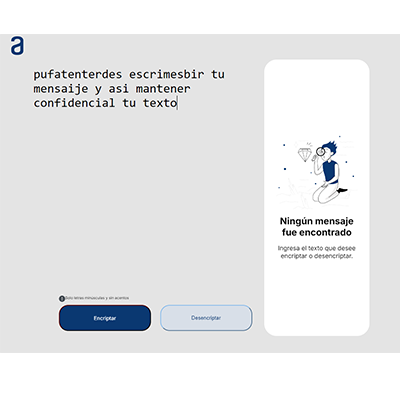 a
pufatenterdes escrimesbir tu
mensaije y asi mantener
confidencial tu texto
Ningún mensaje
fue encontrado
Ingresa el texto que desee
encriptar o desencriptar.
Solo letras minusculas y sin acentos
Encriptar
Desencriptar